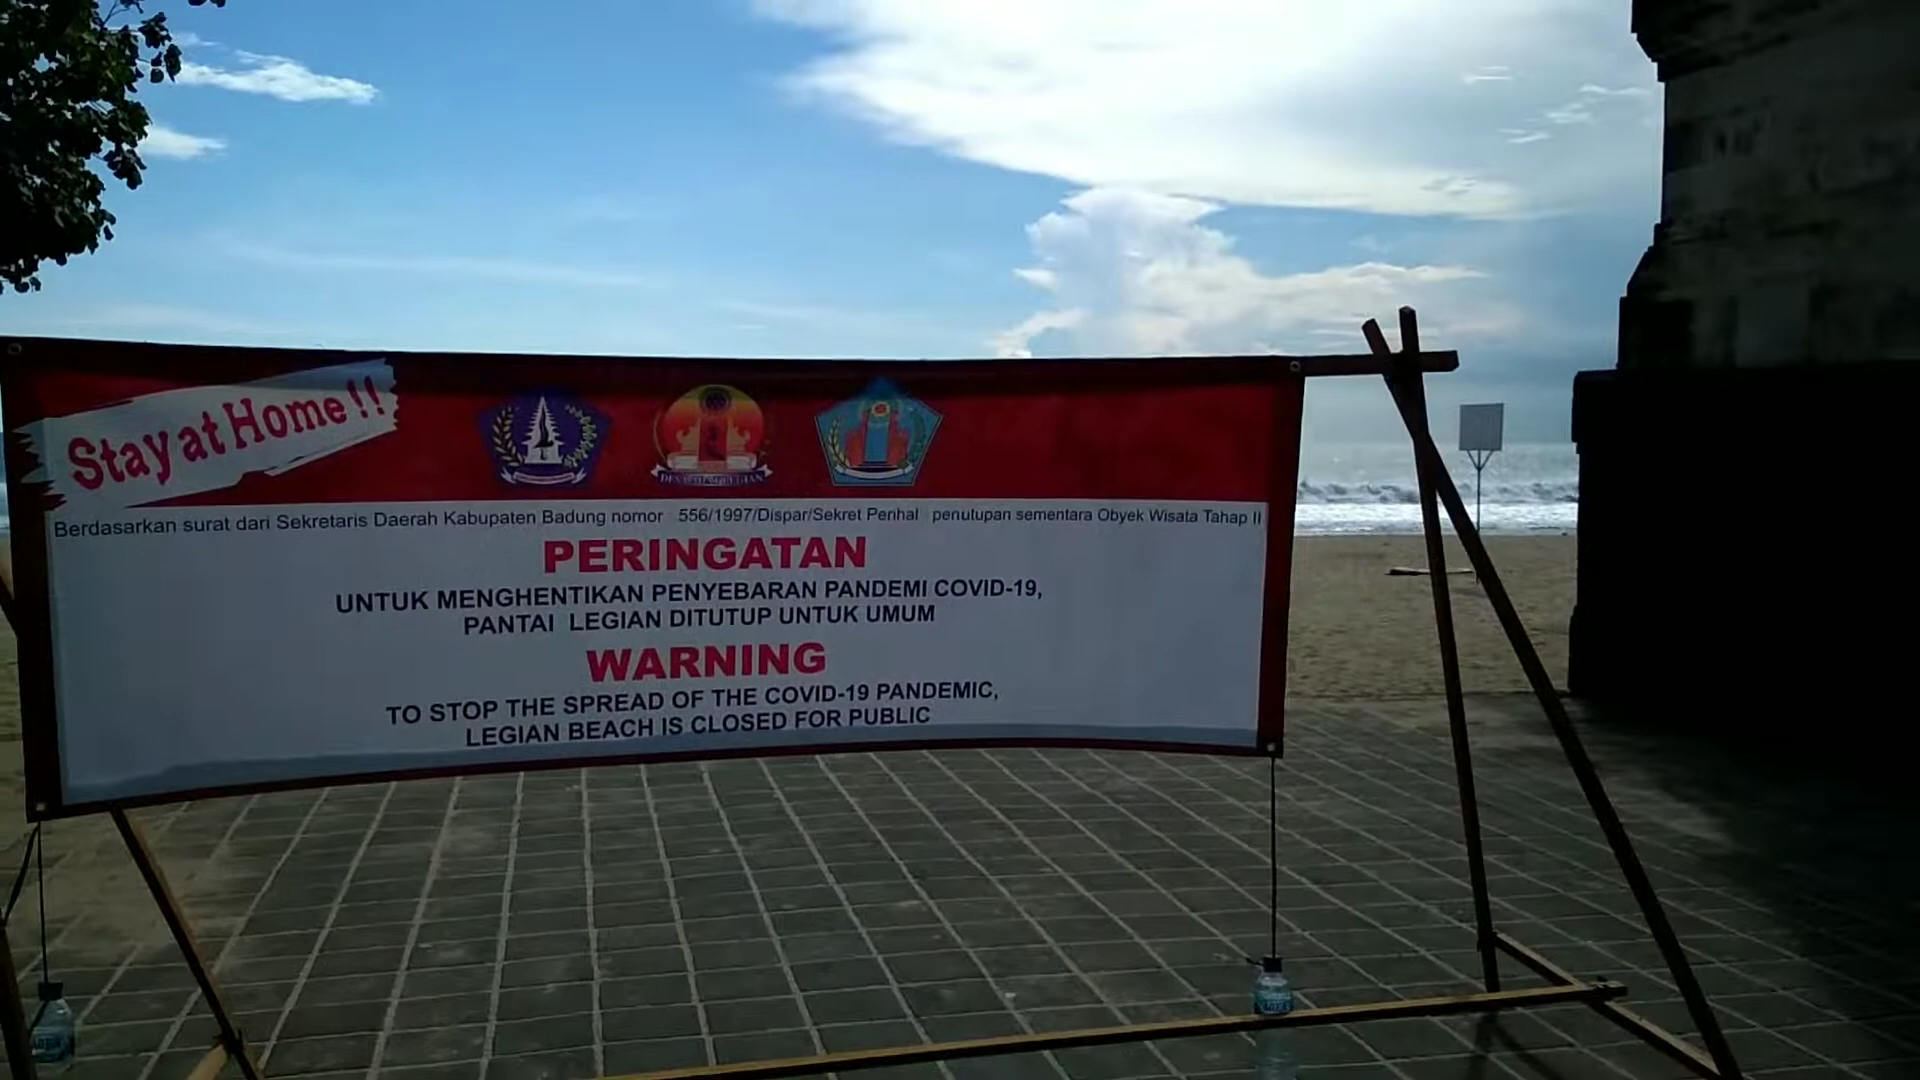 Stay at Home !!
Berdasarkan surat dari Sekretaris Daerah Kabupaten Badung nomor 556/1997/Dispar/Sekret Perihal penutupan sementara Obyek Wisata Tahap II
PERINGATAN
UNTUK MENGHENTIKAN PENYEBARAN PANDEMI COVID-19,
PANTAI LEGIAN DITUTUP UNTUK UMUM
WARNING
TO STOP THE SPREAD OF THE COVID-19 PANDEMIC,
LEGIAN BEACH IS CLOSED FOR PUBLIC